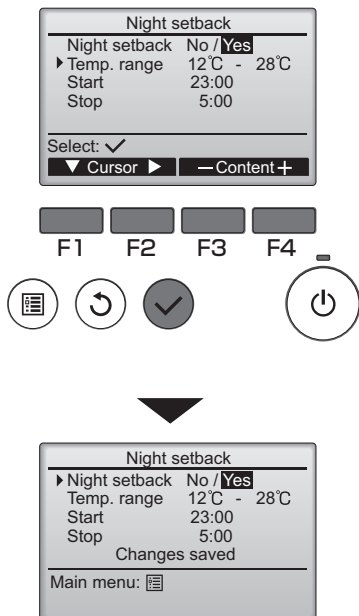 Night setback
Night setback No / Yes
Temp. range 12℃ - 28℃
Start 23:00
Stop 5:00
Select: ✓
▼ Cursor ▶ − Content +
F1 F2 F3 F4
Night setback
Night setback No / Yes
Temp. range 12℃ - 28℃
Start 23:00
Stop 5:00
Changes saved
Main menu: